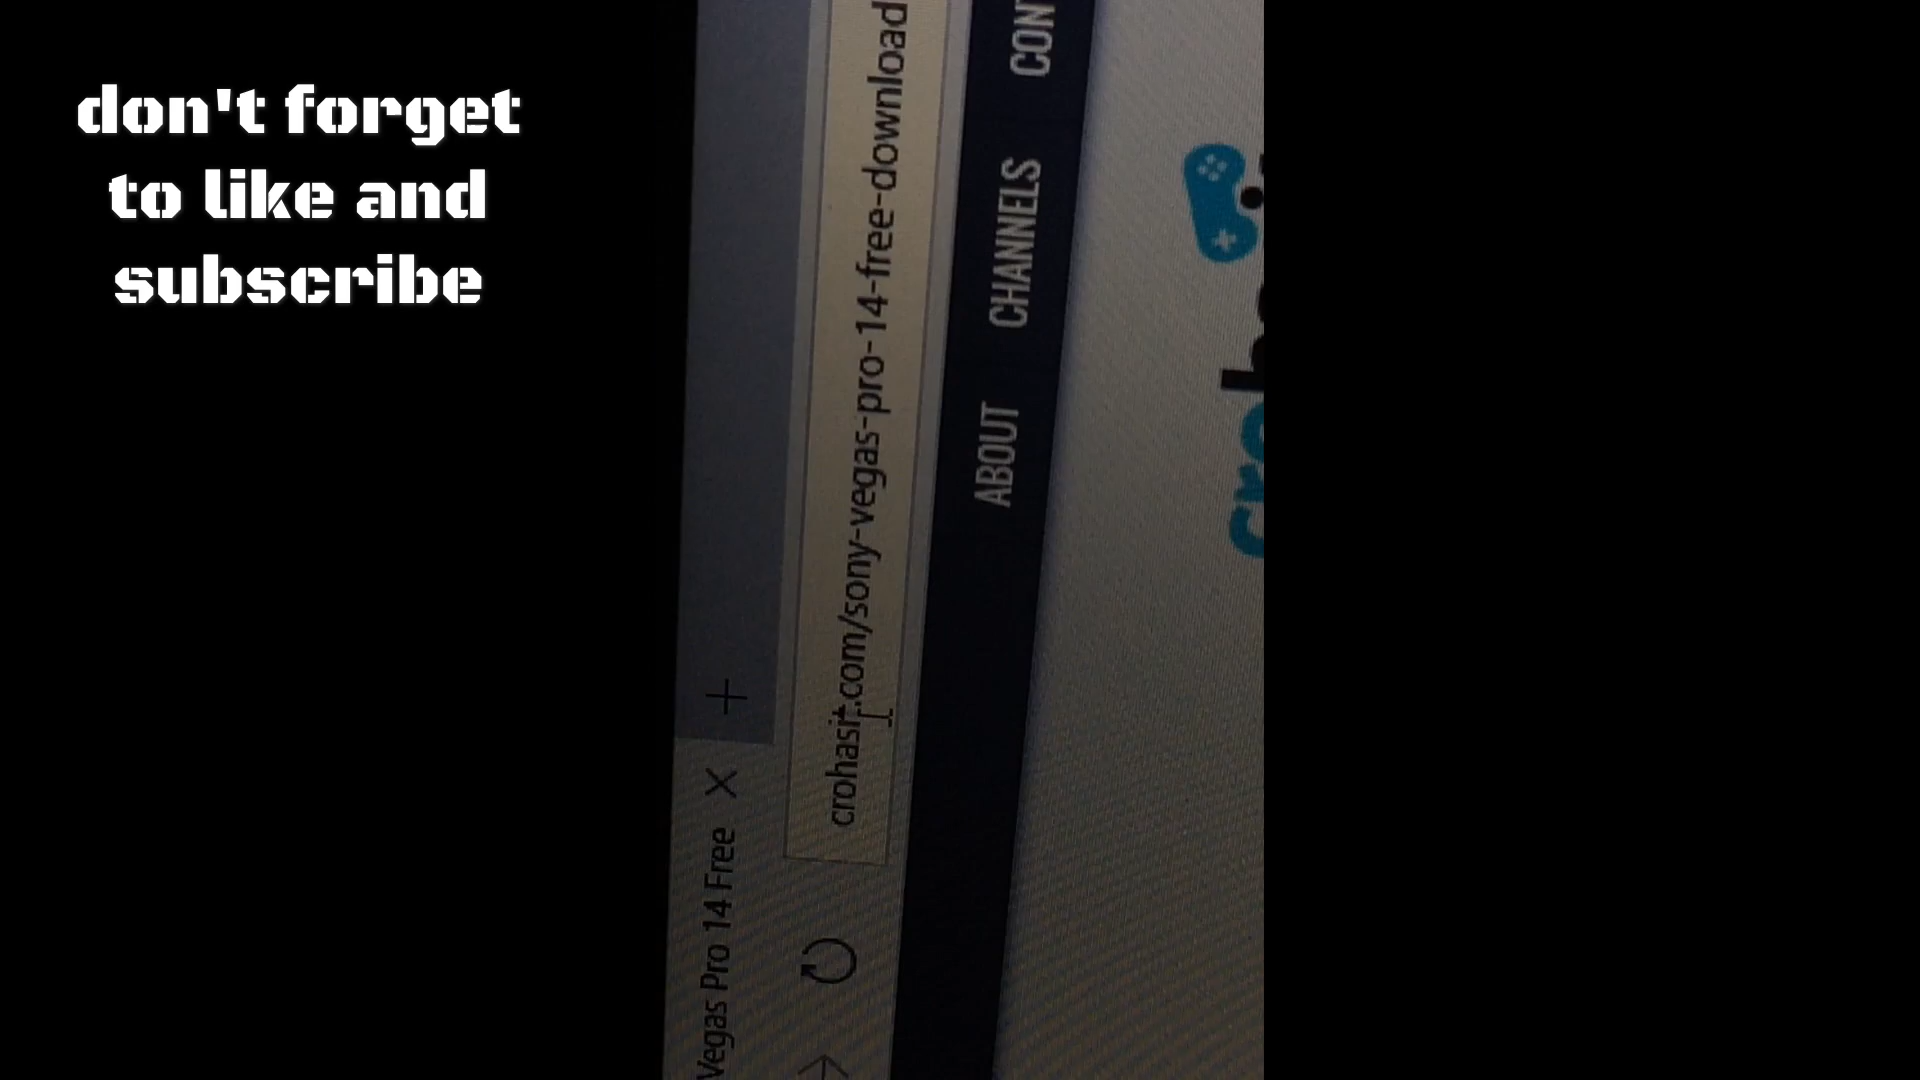 don't forget
to like and
subscribe
Vegas Pro 14 Free
crohasit.com/sony-vegas-pro-14-free-download
ABOUT CHANNELS